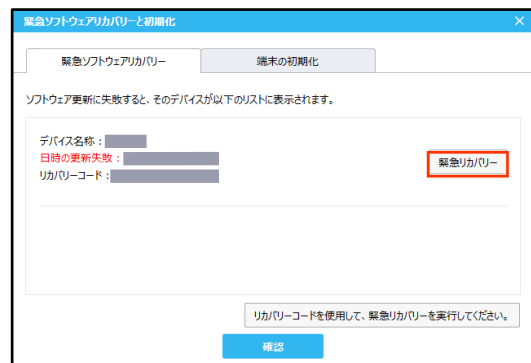 緊急ソフトウェアリカバリーと初期化
緊急ソフトウェアリカバリー
端末の初期化
ソフトウェア更新に失敗すると、そのデバイスが以下のリストに表示されます。
デバイス名称：
日時の更新失敗：
リカバリーコード：
緊急リカバリー
リカバリーコードを使用して、緊急リカバリーを実行してください。
確認